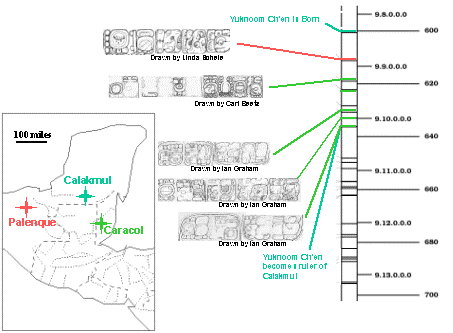 Yuknoom Ch'en is Born
9.8.0.0.0
600
Drawn by Linda Schele
9.9.0.0.0
620
Drawn by Carl Beetz
9.10.0.0.0
640
100 miles
Drawn by Ian Graham
9.11.0.0.0
Calakmul
660
Drawn by Ian Graham
Palenque
Caracol
9.12.0.0.0
Drawn by Ian Graham
680
Yuknoom Ch'en
becomes ruler of
Calakmul
9.13.0.0.0
700